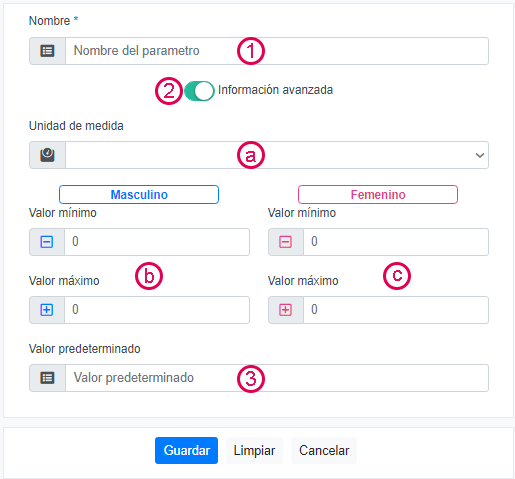 Nombre *
Nombre del parametro 1
2 Información avanzada
Unidad de medida
a
Masculino Femenino
Valor mínimo Valor mínimo
0 0
b c
Valor máximo Valor máximo
0 0
Valor predeterminado
Valor predeterminado 3
Guardar Limpiar Cancelar